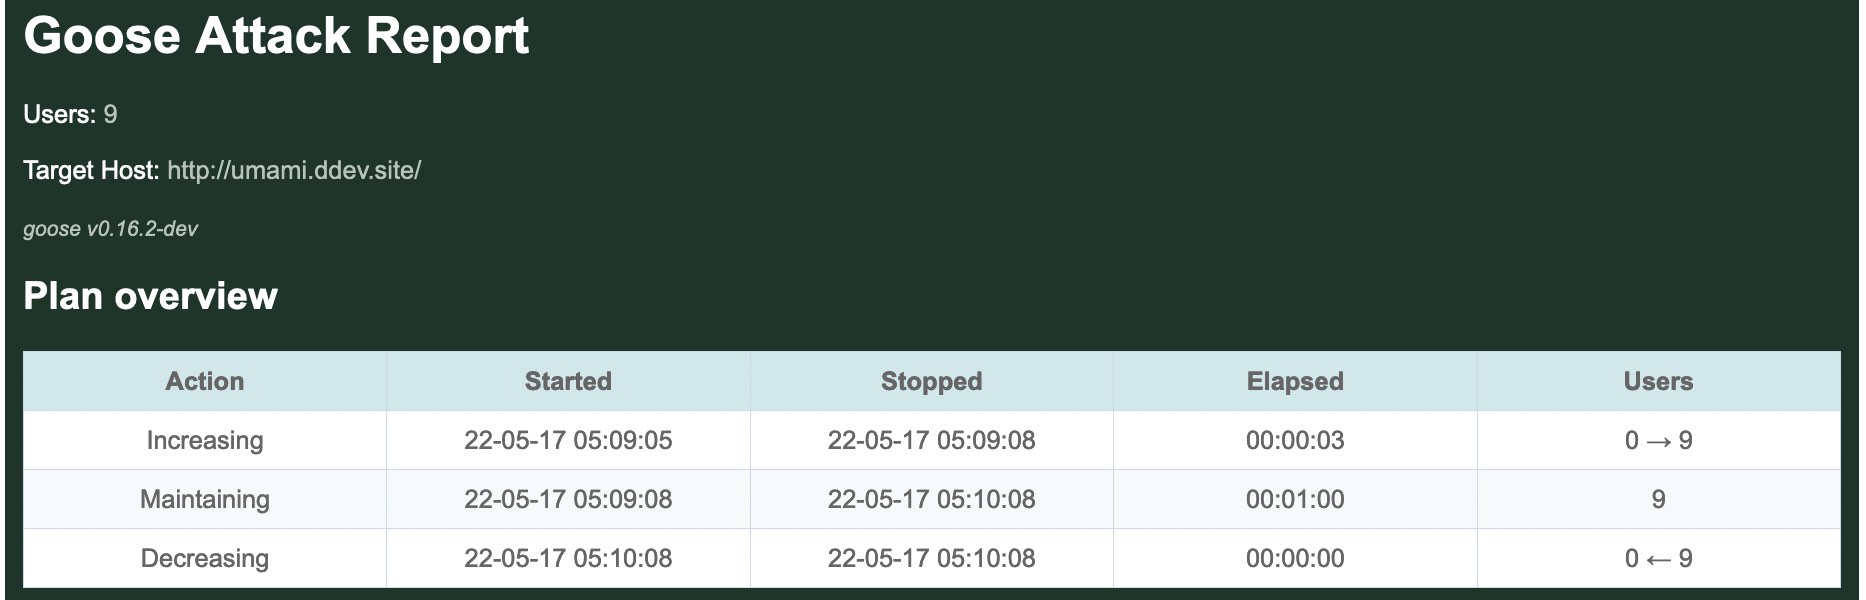 Goose Attack Report
Users: 9
Target Host: http://umami.ddev.site/
goose v0.16.2-dev
Plan overview
Action Started Stopped Elapsed Users
Increasing 22-05-17 05:09:05 22-05-17 05:09:08 00:00:03 0 → 9
Maintaining 22-05-17 05:09:08 22-05-17 05:10:08 00:01:00 9
Decreasing 22-05-17 05:10:08 22-05-17 05:10:08 00:00:00 0 ← 9